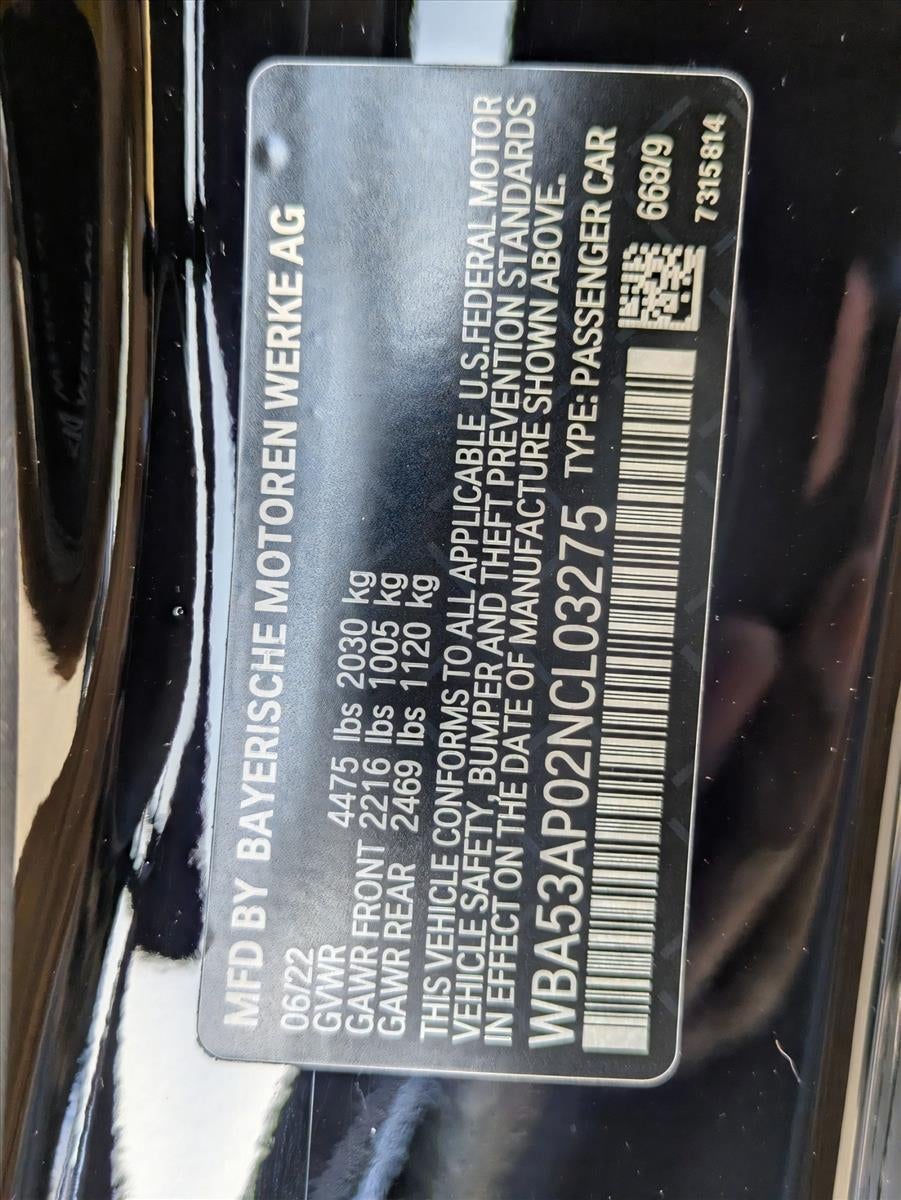 MFD BY BAYERISCHE MOTOREN WERKE AG
06/22
GVWR 4475 lbs 2030 kg
GAWR FRONT 2216 lbs 1005 kg
GAWR REAR 2469 lbs 1120 kg
THIS VEHICLE CONFORMS TO ALL APPLICABLE U.S.FEDERAL MOTOR
VEHICLE SAFETY, BUMPER AND THEFT PREVENTION STANDARDS
IN EFFECT ON THE DATE OF MANUFACTURE SHOWN ABOVE.
WBA53AP02NCL03275 TYPE: PASSENGER CAR
668/9
7315814